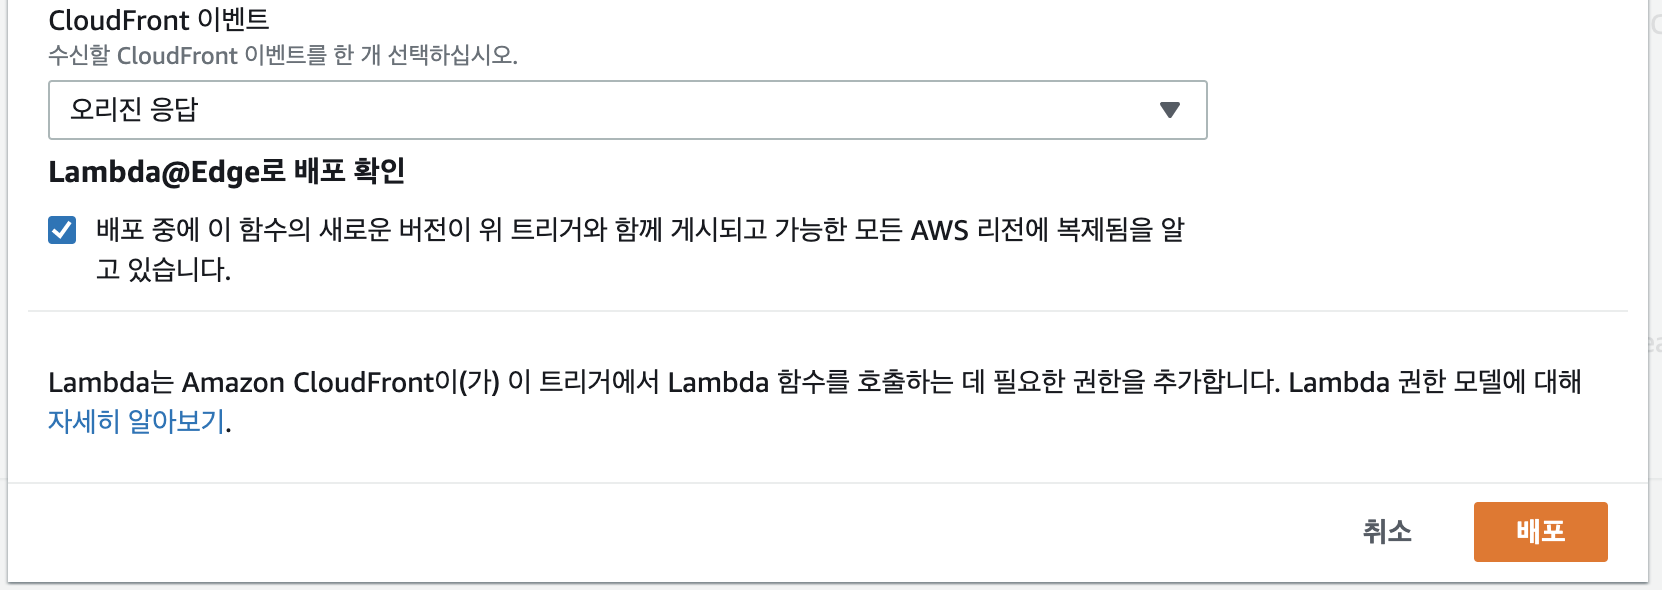 CloudFront 이벤트
수신할 CloudFront 이벤트를 한 개 선택하십시오.
오리진 응답
Lambda@Edge로 배포 확인
배포 중에 이 함수의 새로운 버전이 위 트리거와 함께 게시되고 가능한 모든 AWS 리전에 복제됨을 알
고 있습니다.
Lambda는 Amazon CloudFront이(가) 이 트리거에서 Lambda 함수를 호출하는 데 필요한 권한을 추가합니다. Lambda 권한 모델에 대해
자세히 알아보기.
취소
배포